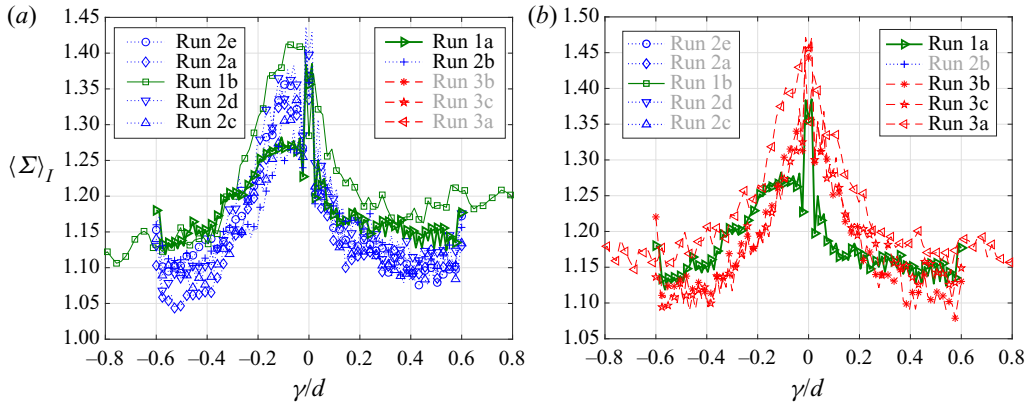 (a)
1.45
1.40
1.35
1.30
1.25
1.20
1.15
1.10
1.05
1.00
⟨Σ⟩I
Run 2e
Run 2a
Run 1b
Run 2d
Run 2c
Run 1a
Run 2b
Run 3b
Run 3c
Run 3a
−0.8 −0.6 −0.4 −0.2 0 0.2 0.4 0.6 0.8
γ/d
(b)
1.50
1.45
1.40
1.35
1.30
1.25
1.20
1.15
1.10
1.05
Run 2e
Run 2a
Run 1b
Run 2d
Run 2c
Run 1a
Run 2b
Run 3b
Run 3c
Run 3a
−0.8 −0.6 −0.4 −0.2 0 0.2 0.4 0.6 0.8
γ/d